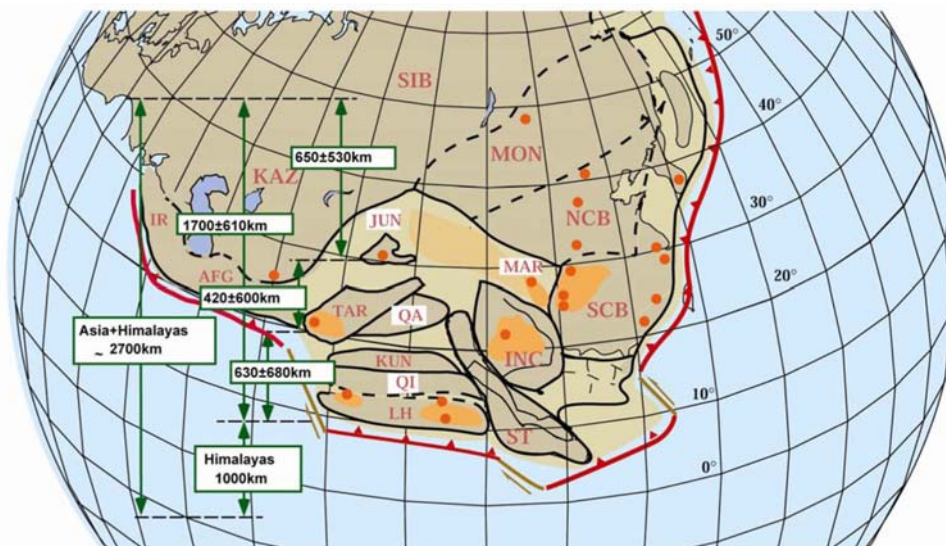 50°
SIB
40°
MON
650±530km
KAZ
30°
IR
1700±610km
JUN
NCB
AFG
MAR
20°
420±600km
TAR
QA
SCB
Asia+Himalayas
~ 2700km
INC
630±680km
KUN
QI
10°
LH
ST
Himalayas
1000km
0°